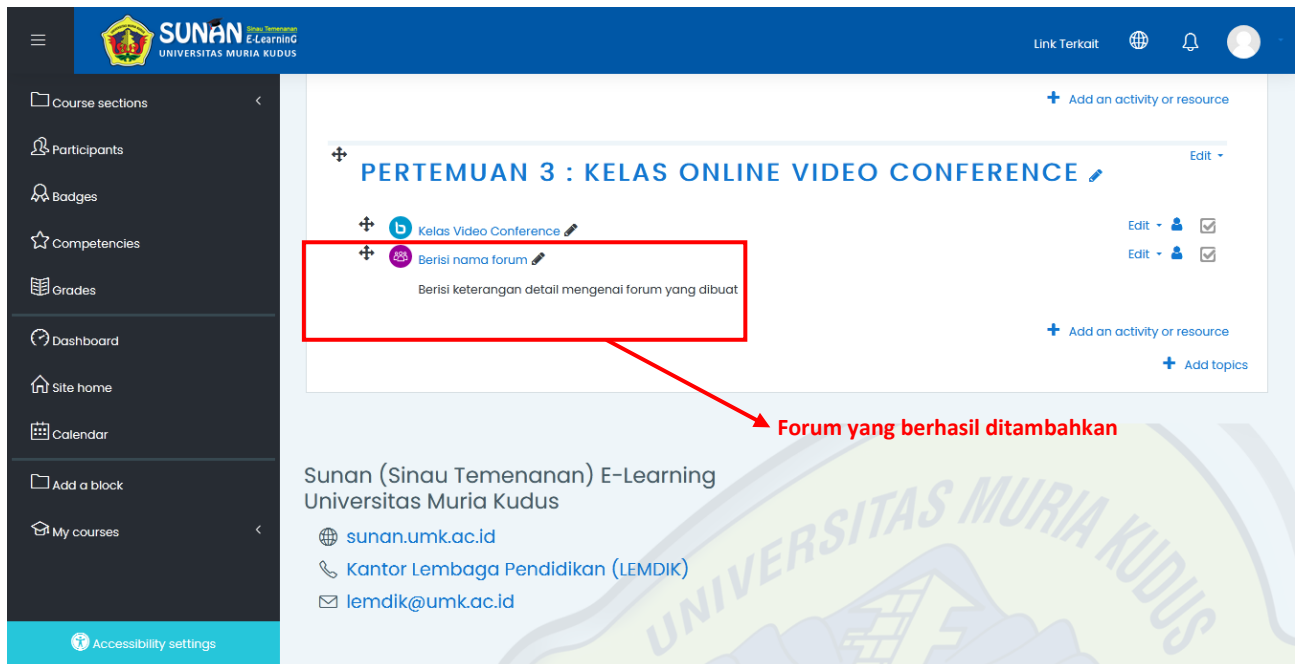 SUNAN Sinau Temenanan
E-LearninG
UNIVERSITAS MURIA KUDUS
Link Terkait
Course sections
Participants
Badges
Competencies
Grades
Dashboard
Site home
Calendar
Add a block
My courses
Accessibility settings
Add an activity or resource
Edit
PERTEMUAN 3 : KELAS ONLINE VIDEO CONFERENCE
b Kelas Video Conference Edit
Berisi nama forum Edit
Berisi keterangan detail mengenai forum yang dibuat
Add an activity or resource
Add topics
Forum yang berhasil ditambahkan
Sunan (Sinau Temenanan) E-Learning
Universitas Muria Kudus
sunan.umk.ac.id
Kantor Lembaga Pendidikan (LEMDIK)
lemdik@umk.ac.id
UNIVERSITAS MURIA KUDUS